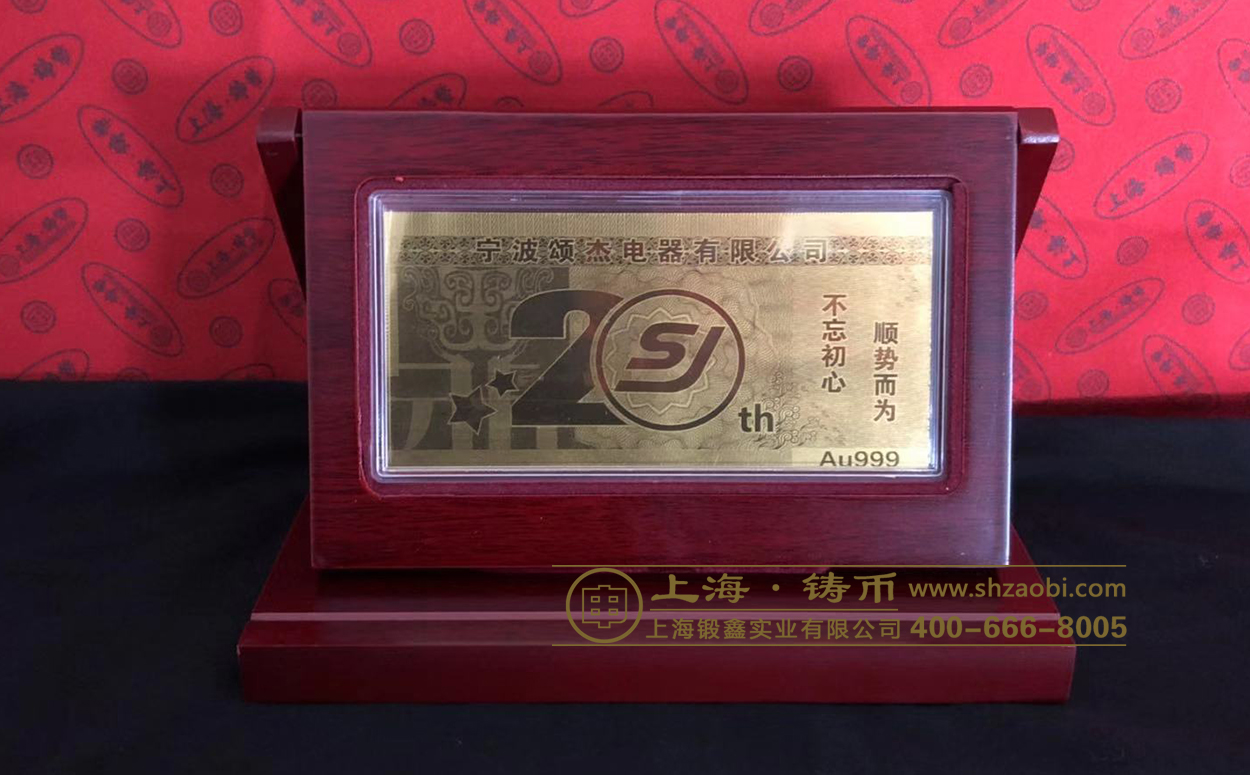 宁波颂杰电器有限公司
20
SJ
th
不忘初心
顺势而为
Au999
上海·铸币 www.shzaobi.com
上海锻鑫实业有限公司 400-666-8005